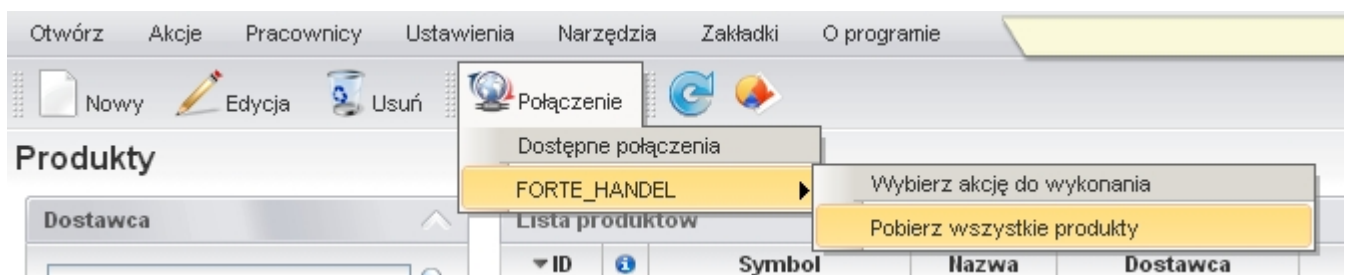 Otwórz Akcje Pracownicy Ustawienia Narzędzia Zakładki O programie
Nowy Edycja Usuń Połączenie
Dostępne połączenia
Produkty
FORTE_HANDEL Wybierz akcję do wykonania
Dostawca Lista produktów Pobierz wszystkie produkty
ID Symbol Nazwa Dostawca